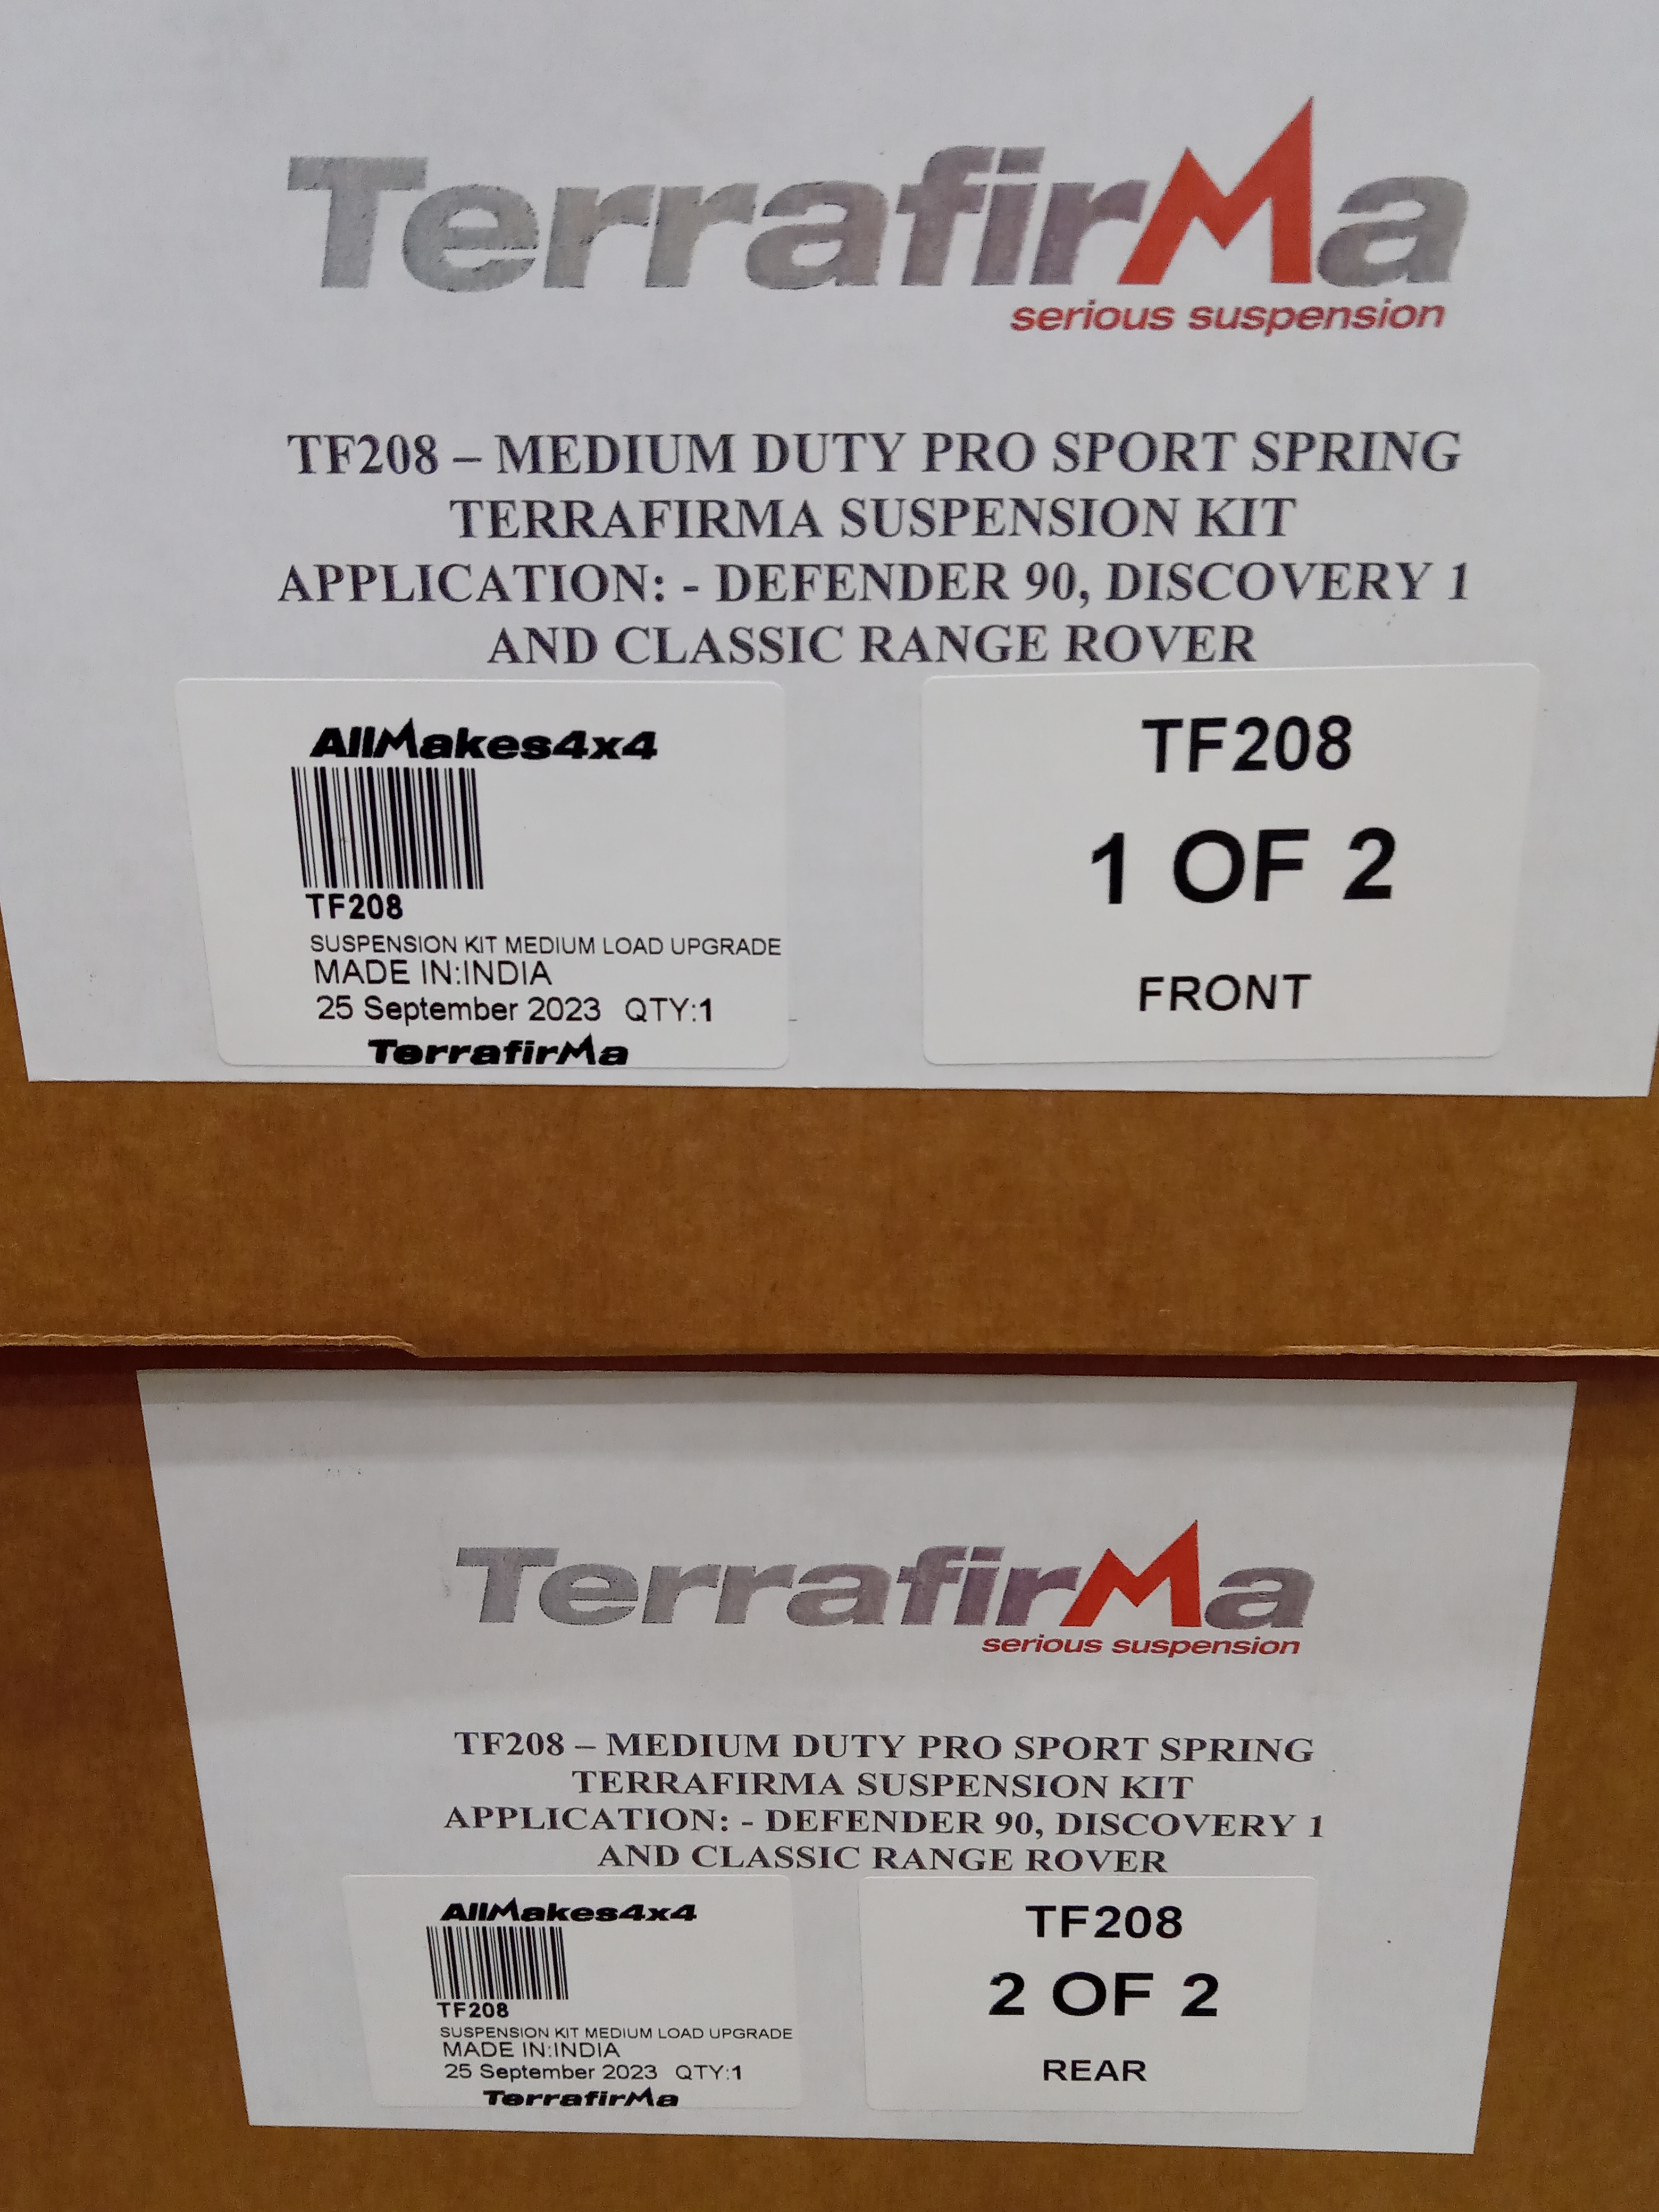 TerrafirMa
serious suspension
TF208 – MEDIUM DUTY PRO SPORT SPRING
TERRAFIRMA SUSPENSION KIT
APPLICATION: - DEFENDER 90, DISCOVERY 1
AND CLASSIC RANGE ROVER
AllMakes4x4
TF208
SUSPENSION KIT MEDIUM LOAD UPGRADE
MADE IN:INDIA
25 September 2023 QTY:1
TerrafirMa
TF208
1 OF 2
FRONT
TerrafirMa
serious suspension
TF208 – MEDIUM DUTY PRO SPORT SPRING
TERRAFIRMA SUSPENSION KIT
APPLICATION: - DEFENDER 90, DISCOVERY 1
AND CLASSIC RANGE ROVER
AllMakes4x4
TF208
SUSPENSION KIT MEDIUM LOAD UPGRADE
MADE IN:INDIA
25 September 2023 QTY:1
TerrafirMa
TF208
2 OF 2
REAR